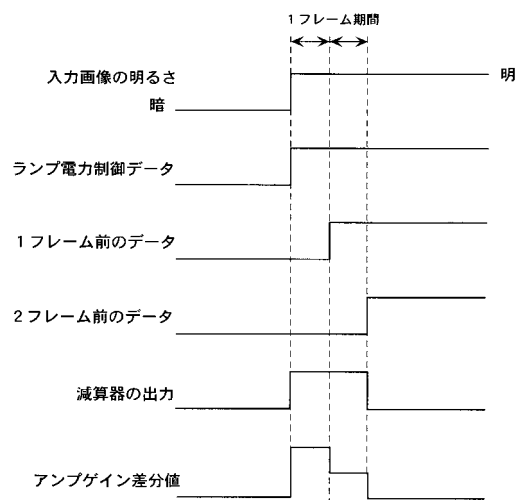 1フレーム期間
入力画像の明るさ
明
暗
ランプ電力制御データ
1フレーム前のデータ
2フレーム前のデータ
減算器の出力
アンプゲイン差分値